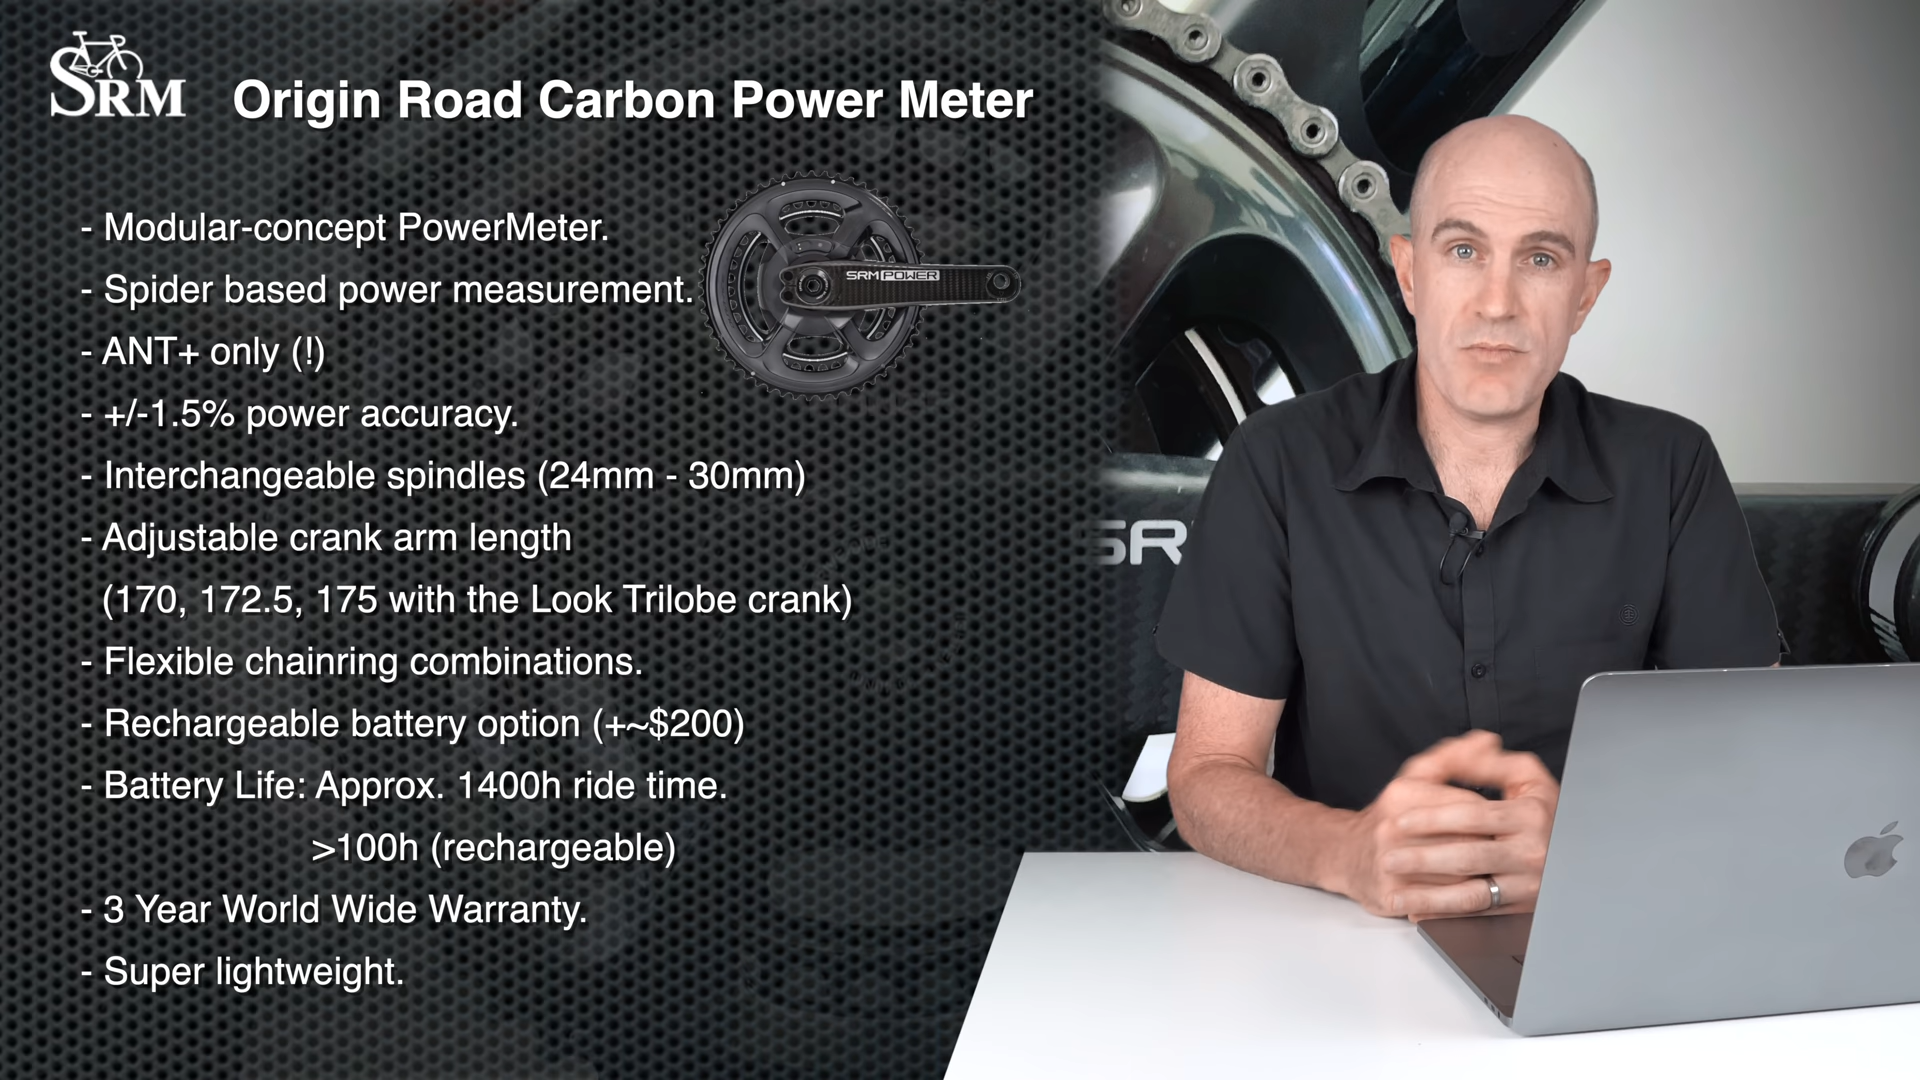 SRM
Origin Road Carbon Power Meter
- Modular-concept PowerMeter.
- Spider based power measurement.
SRM POWER
- ANT+ only (!)
- +/-1.5% power accuracy.
- Interchangeable spindles (24mm - 30mm)
- Adjustable crank arm length
(170, 172.5, 175 with the Look Trilobe crank)
- Flexible chainring combinations.
- Rechargeable battery option (+~$200)
- Battery Life: Approx. 1400h ride time.
>100h (rechargeable)
- 3 Year World Wide Warranty.
- Super lightweight.
SR